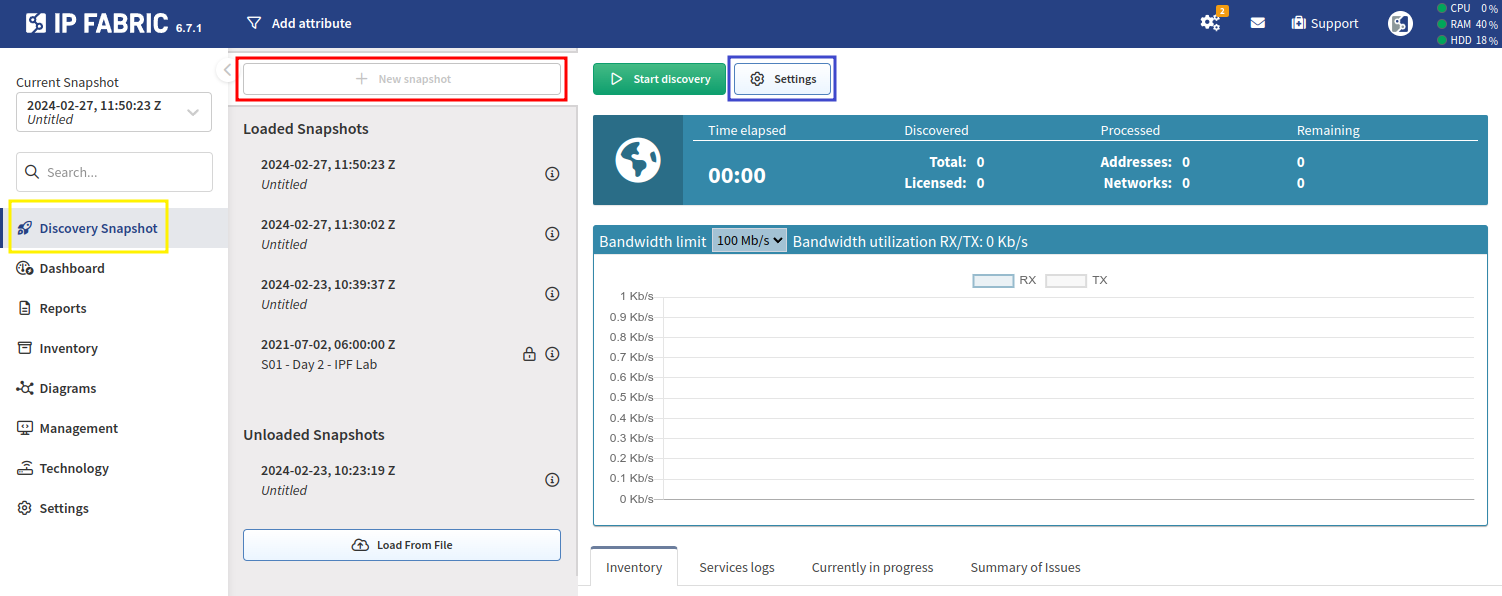 IP FABRIC 6.7.1
Add attribute
2
Support
CPU 0%
RAM 40%
HDD 18%
Current Snapshot
2024-02-27, 11:50:23 Z
Untitled
Search...
Discovery Snapshot
Dashboard
Reports
Inventory
Diagrams
Management
Technology
Settings
New snapshot
Loaded Snapshots
2024-02-27, 11:50:23 Z
Untitled
2024-02-27, 11:30:02 Z
Untitled
2024-02-23, 10:39:37 Z
Untitled
2021-07-02, 06:00:00 Z
S01 - Day 2 - IPF Lab
Unloaded Snapshots
2024-02-23, 10:23:19 Z
Untitled
Load From File
Start discovery
Settings
Time elapsed Discovered Processed Remaining
00:00
Total: 0 Addresses: 0 0
Licensed: 0 Networks: 0 0
Bandwidth limit 100 Mb/s Bandwidth utilization RX/TX: 0 Kb/s
RX TX
1 Kb/s
0.9 Kb/s
0.8 Kb/s
0.7 Kb/s
0.6 Kb/s
0.5 Kb/s
0.4 Kb/s
0.3 Kb/s
0.2 Kb/s
0.1 Kb/s
0 Kb/s
Inventory Services logs Currently in progress Summary of Issues